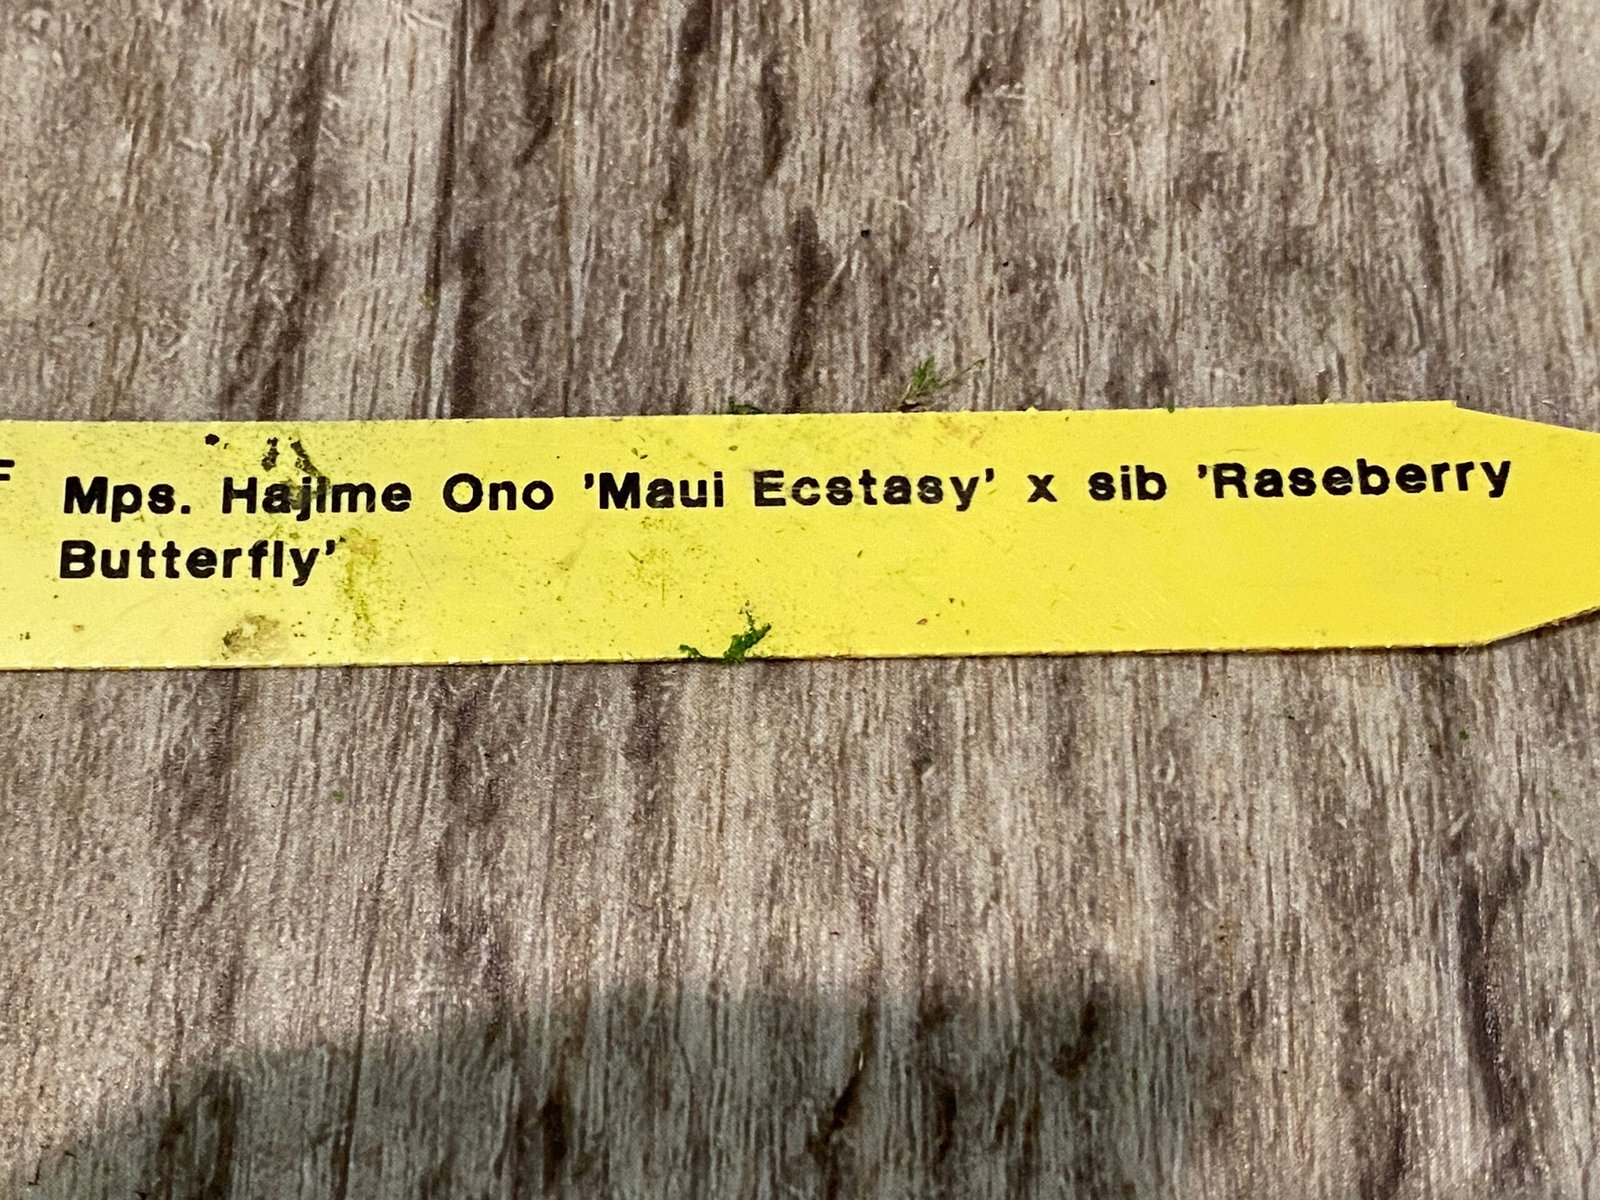 Mps. Hajime Ono 'Maui Ecstasy' x sib 'Raseberry
Butterfly'